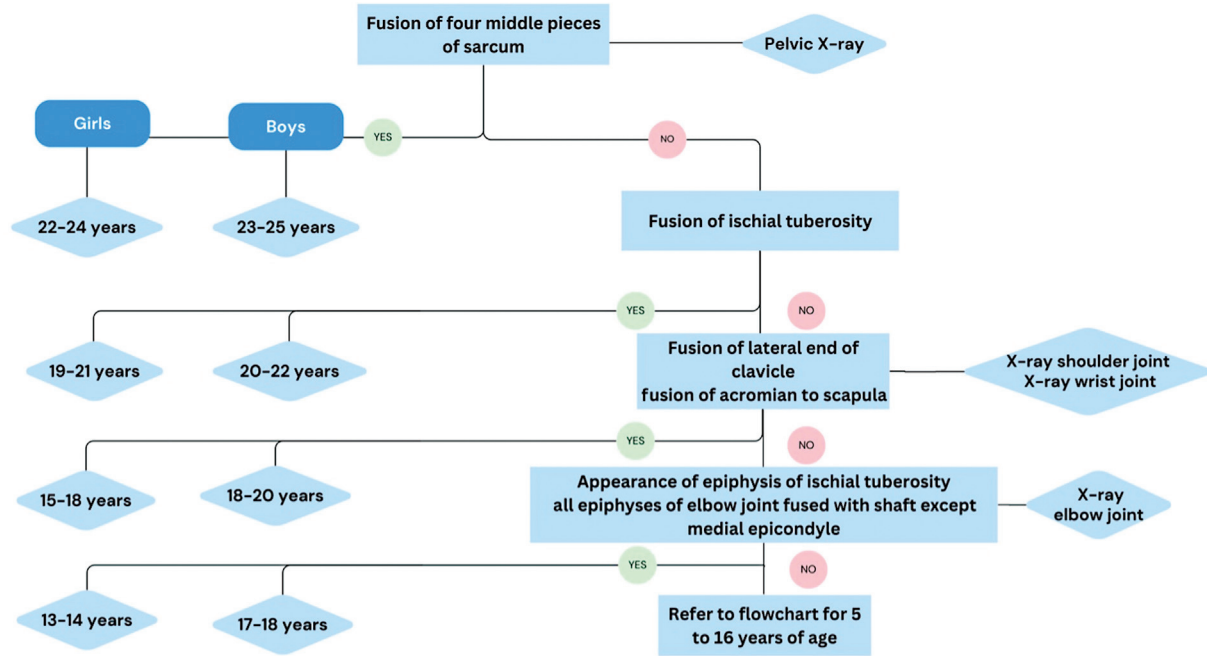 Fusion of four middle pieces
of sarcum
Pelvic X-ray
Girls
Boys
YES
NO
22-24 years
23-25 years
Fusion of ischial tuberosity
YES
NO
19-21 years
20-22 years
Fusion of lateral end of
clavicle
fusion of acromian to scapula
X-ray shoulder joint
X-ray wrist joint
YES
NO
15-18 years
18-20 years
Appearance of epiphysis of ischial tuberosity
all epiphyses of elbow joint fused with shaft except
medial epicondyle
X-ray
elbow joint
YES
NO
13-14 years
17-18 years
Refer to flowchart for 5
to 16 years of age